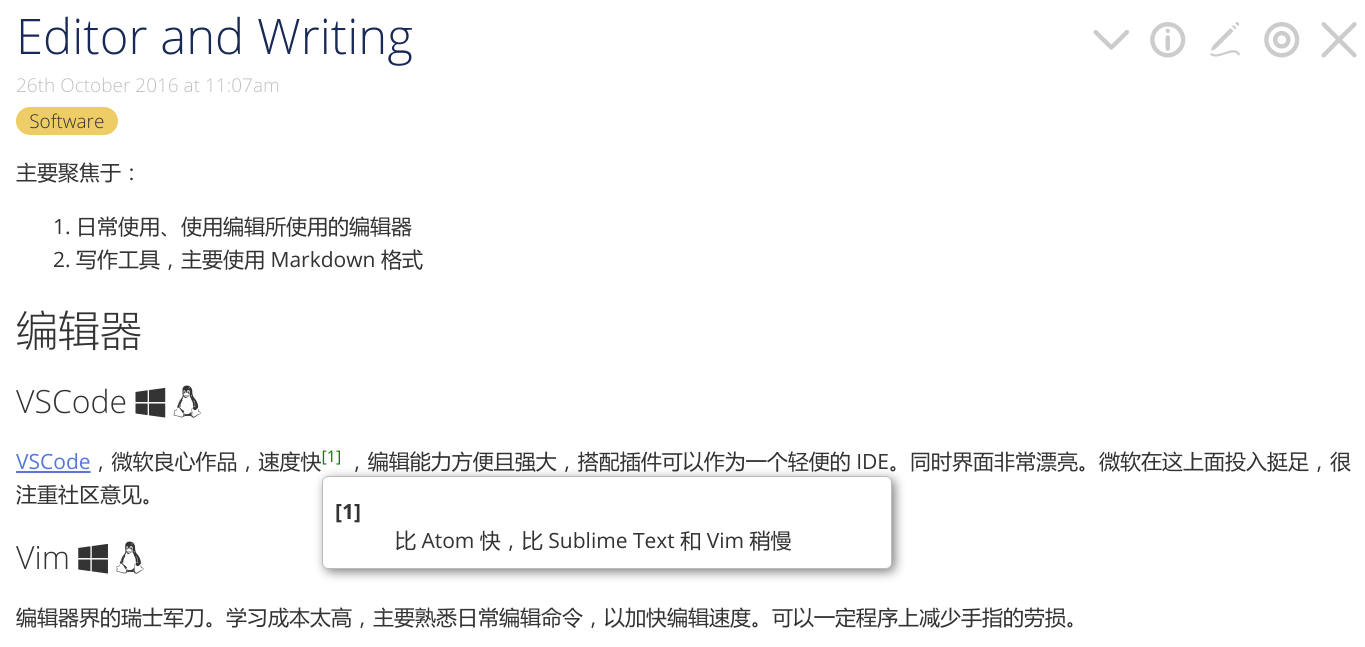 Editor and Writing
26th October 2016 at 11:07am
Software
主要聚焦于：
1. 日常使用、使用编辑所使用的编辑器
2. 写作工具，主要使用 Markdown 格式
编辑器
VSCode
VSCode，微软良心作品，速度快[1] ，编辑能力方便且强大，搭配插件可以作为一个轻便的 IDE。同时界面非常漂亮。微软在这上面投入挺足，很
注重社区意见。
[1]
比 Atom 快，比 Sublime Text 和 Vim 稍慢
Vim
编辑器界的瑞士军刀。学习成本太高，主要熟悉日常编辑命令，以加快编辑速度。可以一定程序上减少手指的劳损。